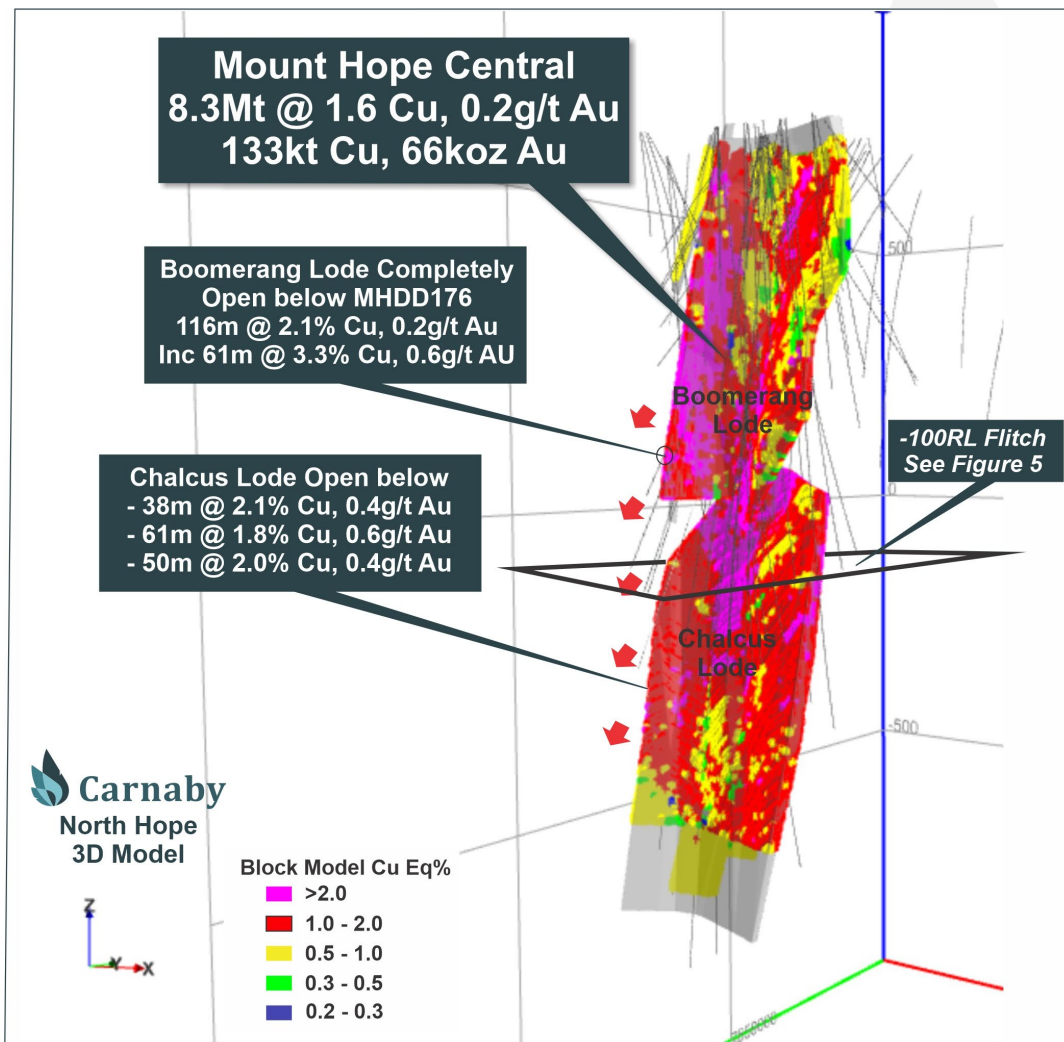 Mount Hope Central
8.3Mt @ 1.6 Cu, 0.2g/t Au
133kt Cu, 66koz Au
Boomerang Lode Completely
Open below MHDD176
116m @ 2.1% Cu, 0.2g/t Au
Inc 61m @ 3.3% Cu, 0.6g/t AU
500
Boomerang
Lode
-100RL Flitch
See Figure 5
Chalcus Lode Open below
- 38m @ 2.1% Cu, 0.4g/t Au
- 61m @ 1.8% Cu, 0.6g/t Au
- 50m @ 2.0% Cu, 0.4g/t Au
0
Chalcus
Lode
-500
Carnaby
North Hope
3D Model
Block Model Cu Eq%
>2.0
1.0 - 2.0
0.5 - 1.0
0.3 - 0.5
0.2 - 0.3
Z
Y
X